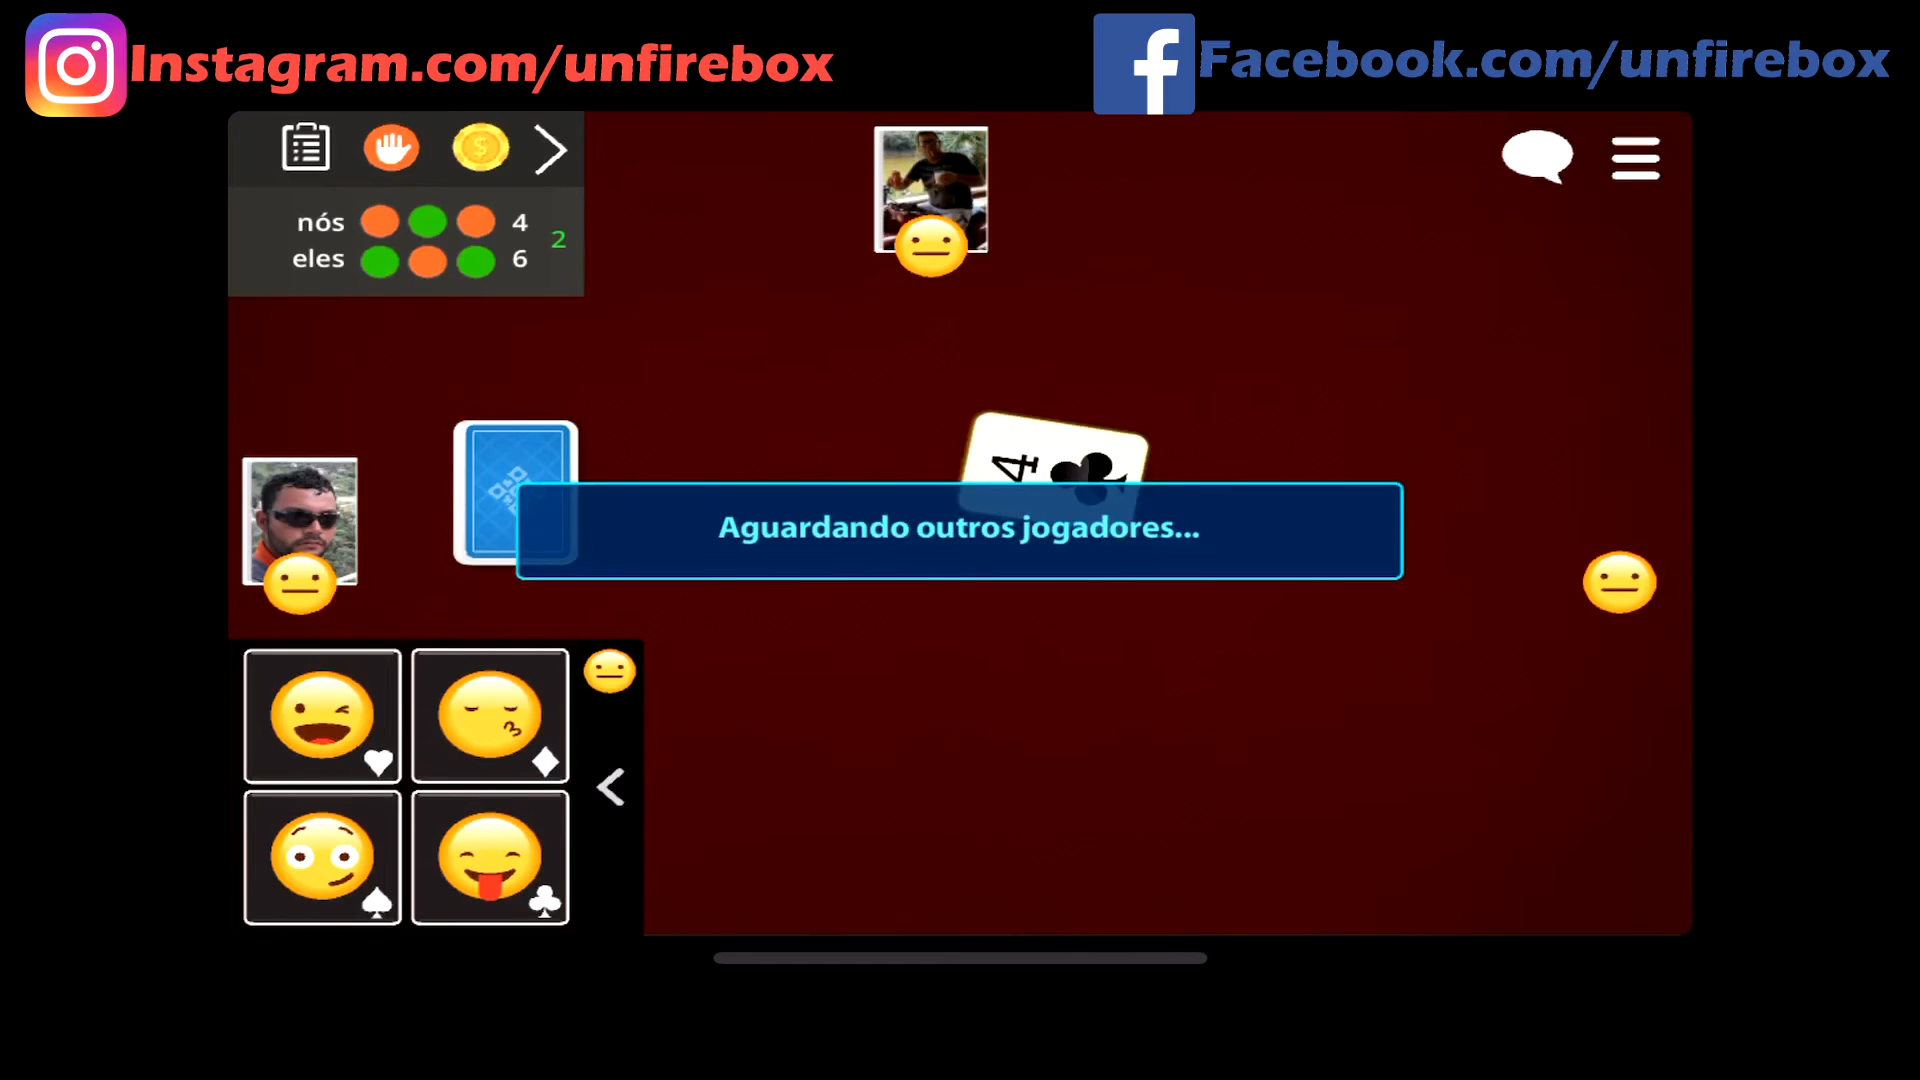 Instagram.com/unfirebox
Facebook.com/unfirebox
nós 4
2
eles 6
4
Aguardando outros jogadores...